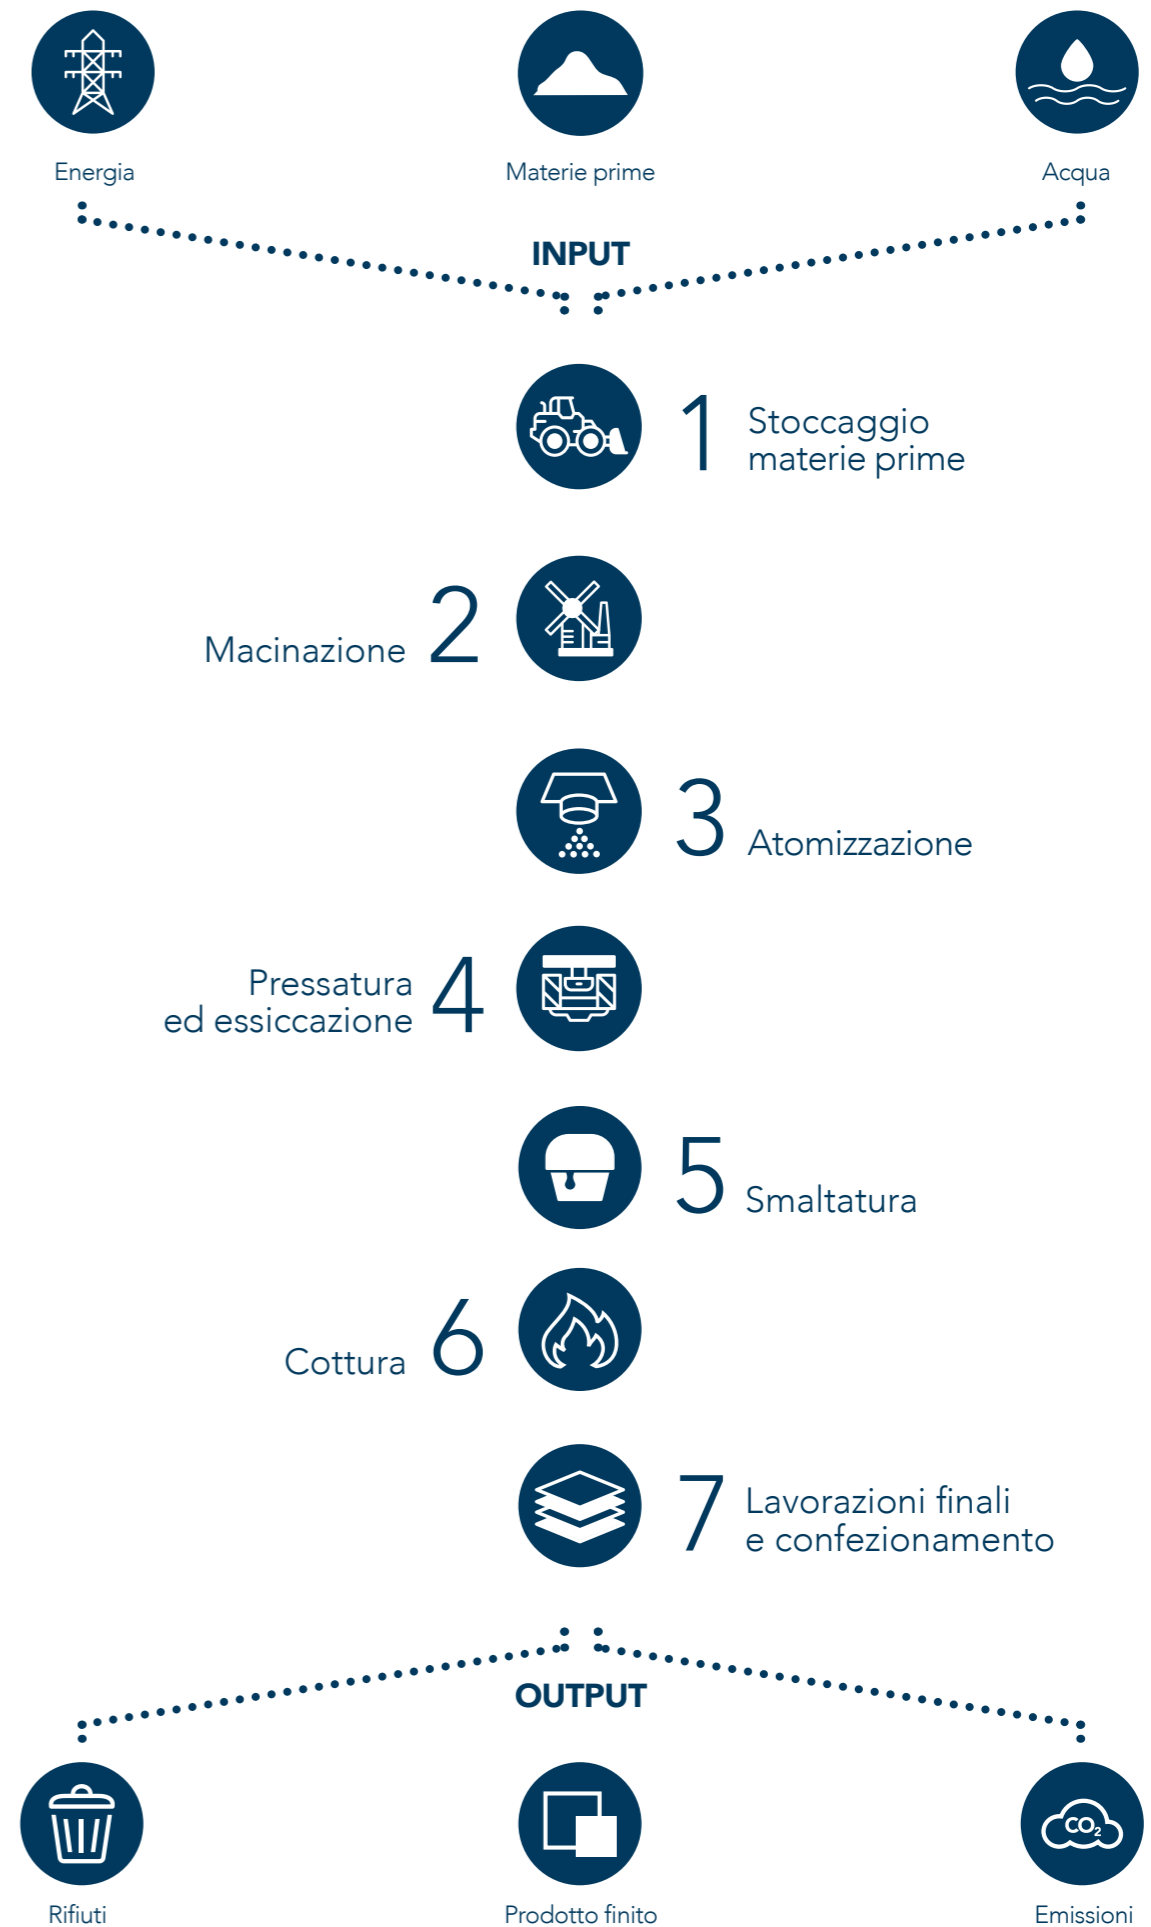 Energia
Materie prime
Acqua
INPUT
1
Stoccaggio
materie prime
2
Macinazione
3
Atomizzazione
4
Pressatura
ed essiccazione
5
Smaltatura
6
Cottura
7
Lavorazioni finali
e confezionamento
OUTPUT
CO₂
Rifiuti
Prodotto finito
Emissioni